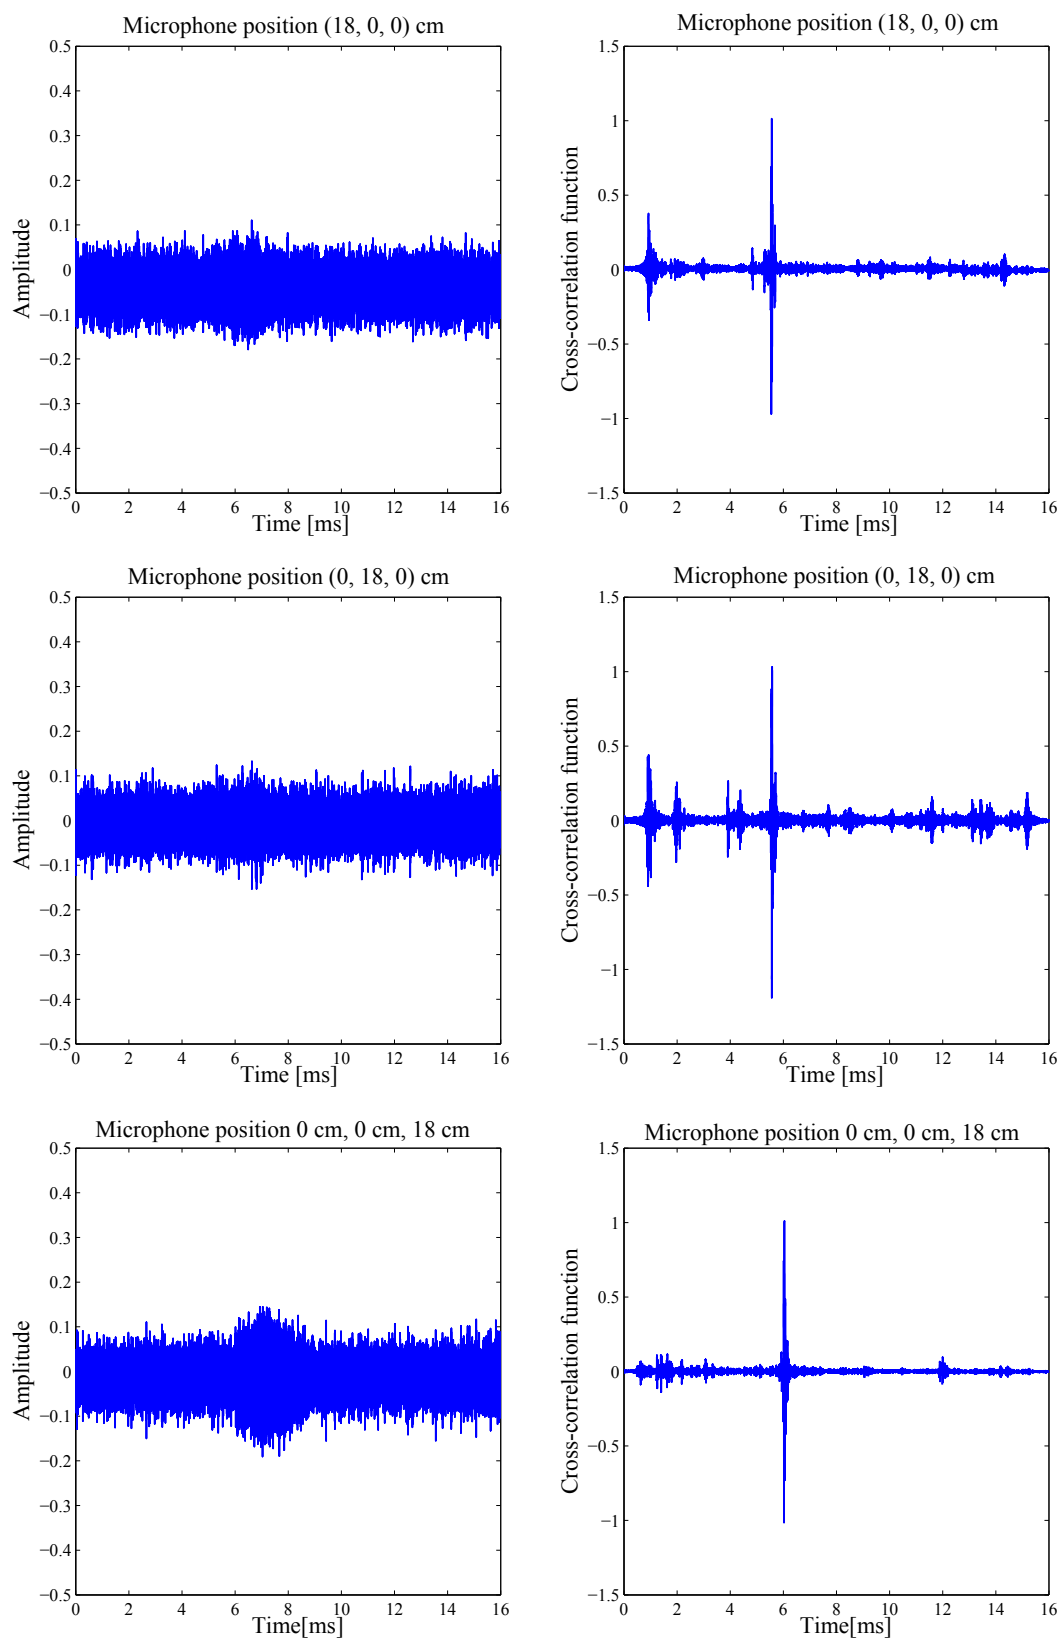 Microphone position (18, 0, 0) cm
0.5
0.4
0.3
0.2
0.1
0
−0.1
−0.2
−0.3
−0.4
−0.5
Amplitude
0 2 4 6 8 10 12 14 16
Time [ms]
Microphone position (18, 0, 0) cm
1.5
1
0.5
0
−0.5
−1
−1.5
Cross-correlation function
0 2 4 6 8 10 12 14 16
Time [ms]
Microphone position (0, 18, 0) cm
0.5
0.4
0.3
0.2
0.1
0
−0.1
−0.2
−0.3
−0.4
−0.5
Amplitude
0 2 4 6 8 10 12 14 16
Time [ms]
Microphone position (0, 18, 0) cm
1.5
1
0.5
0
−0.5
−1
−1.5
Cross-correlation function
0 2 4 6 8 10 12 14 16
Time [ms]
Microphone position 0 cm, 0 cm, 18 cm
0.5
0.4
0.3
0.2
0.1
0
−0.1
−0.2
−0.3
−0.4
−0.5
Amplitude
0 2 4 6 8 10 12 14 16
Time[ms]
Microphone position 0 cm, 0 cm, 18 cm
1.5
1
0.5
0
−0.5
−1
−1.5
Cross-correlation function
0 2 4 6 8 10 12 14 16
Time [ms]